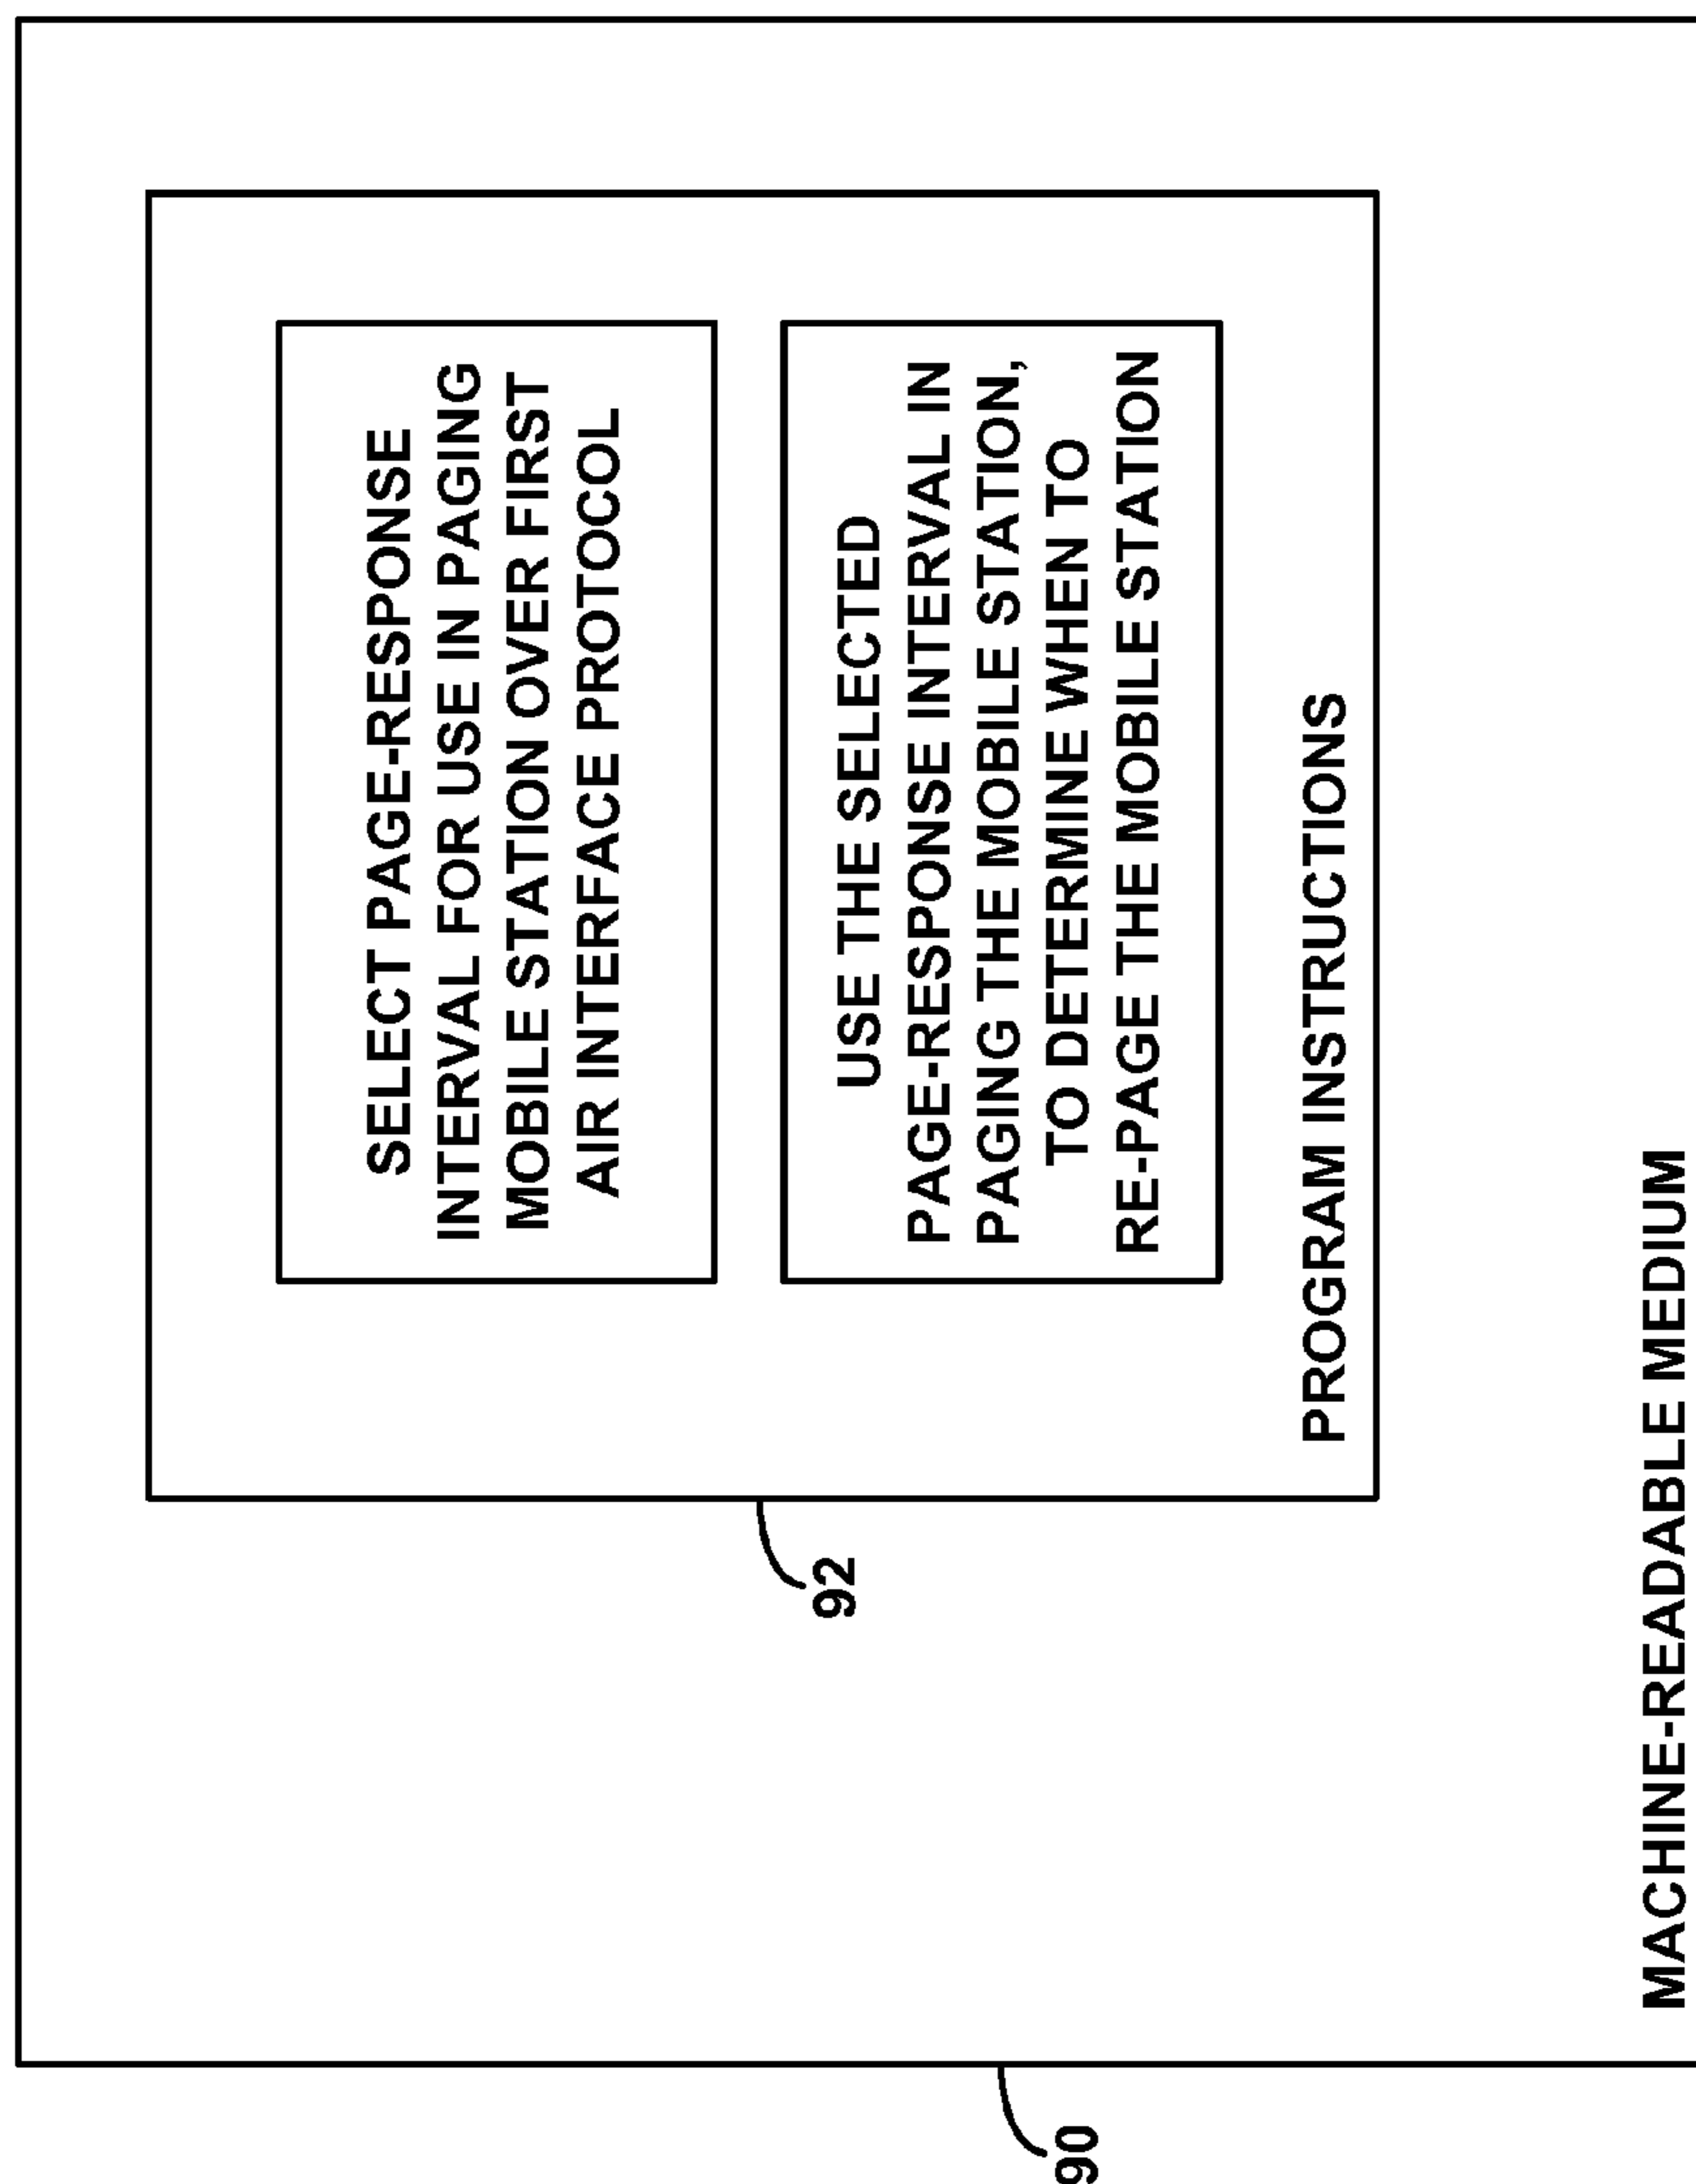 SELECT PAGE-RESPONSE
INTERVAL FOR USE IN PAGING
MOBILE STATION OVER FIRST
AIR INTERFACE PROTOCOL
USE THE SELECTED
PAGE-RESPONSE INTERVAL IN
PAGING THE MOBILE STATION,
TO DETERMINE WHEN TO
RE-PAGE THE MOBILE STATION
PROGRAM INSTRUCTIONS
92
MACHINE-READABLE MEDIUM
90